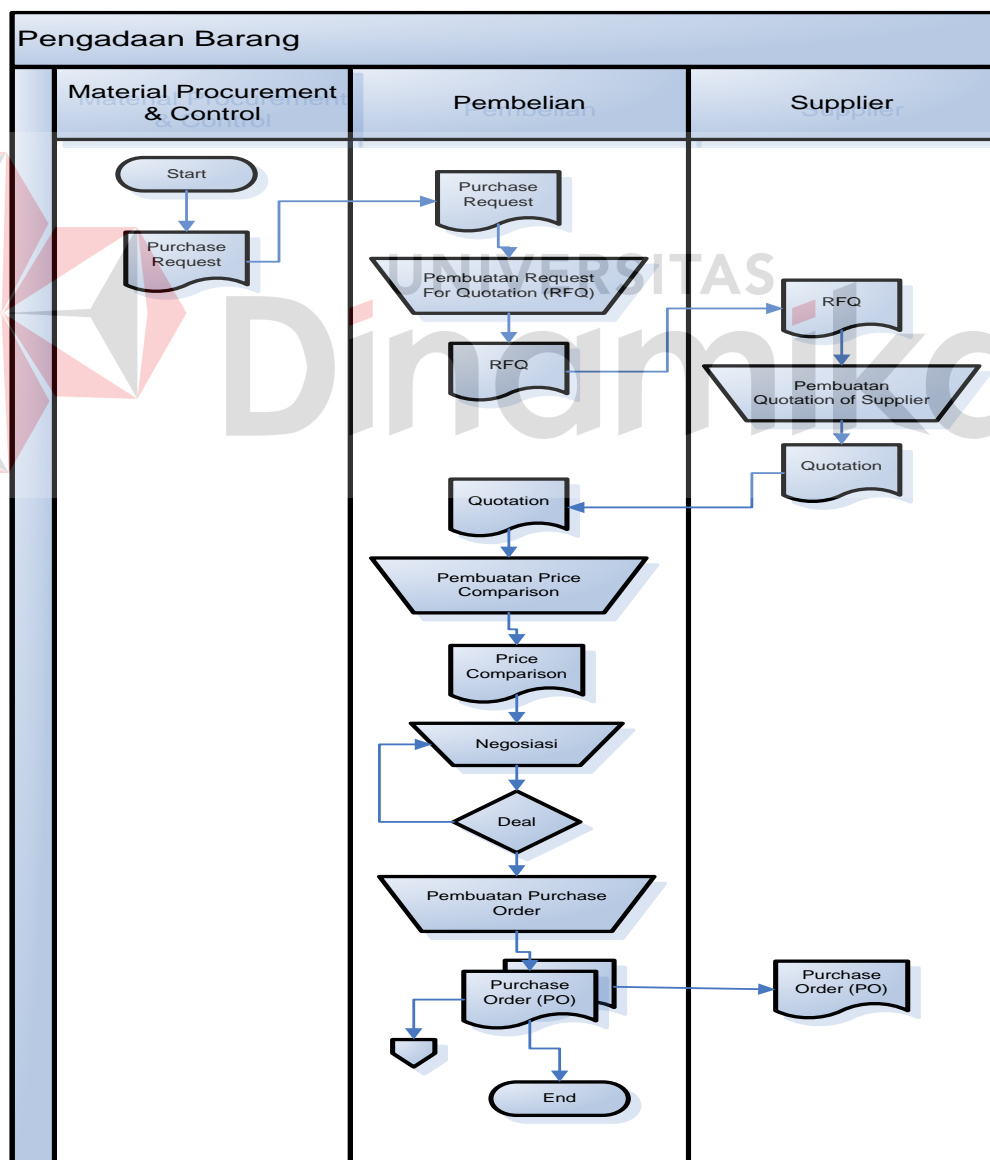 Pengadaan Barang
Material Procurement
& Control
Pembelian
Supplier
Start
Purchase
Request
Purchase
Request
Pembuatan Request
For Quotation (RFQ)
RFQ
RFQ
Pembuatan
Quotation of Supplier
Quotation
Quotation
Pembuatan Price
Comparison
Price
Comparison
Negosiasi
Deal
Pembuatan Purchase
Order
Purchase
Order (PO)
Purchase
Order (PO)
End
UNIVERSITAS
Dinamika